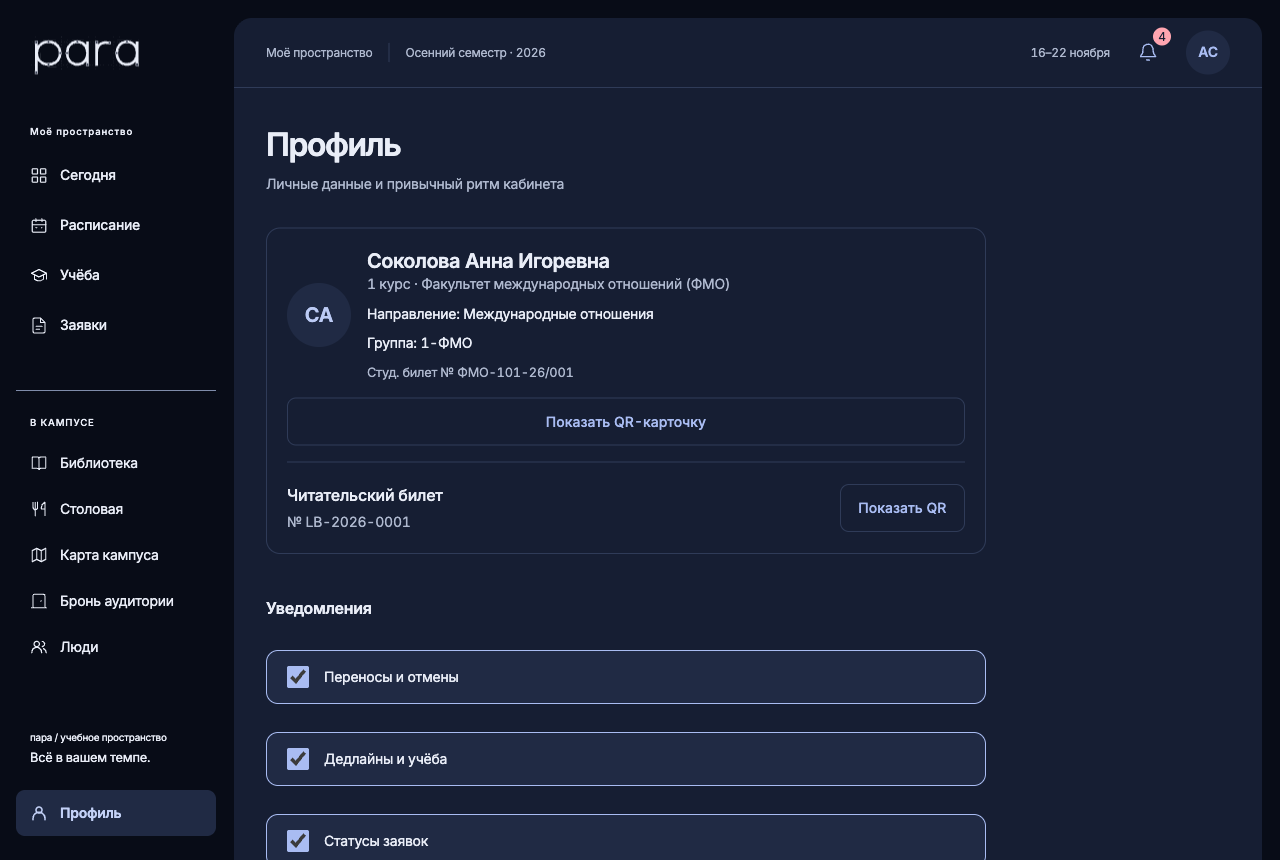 para
Моё пространство
Сегодня
Расписание
Учёба
Заявки
В КАМПУСЕ
Библиотека
Столовая
Карта кампуса
Бронь аудитории
Люди
пара / учебное пространство
Всё в вашем темпе.
Профиль
Моё пространство
Осенний семестр · 2026
16–22 ноября
4
АС
Профиль
Личные данные и привычный ритм кабинета
СА
Соколова Анна Игоревна
1 курс · Факультет международных отношений (ФМО)
Направление: Международные отношения
Группа: 1-ФМО
Студ. билет № ФМО-101-26/001
Показать QR-карточку
Читательский билет
№ LB-2026-0001
Показать QR
Уведомления
Переносы и отмены
Дедлайны и учёба
Статусы заявок